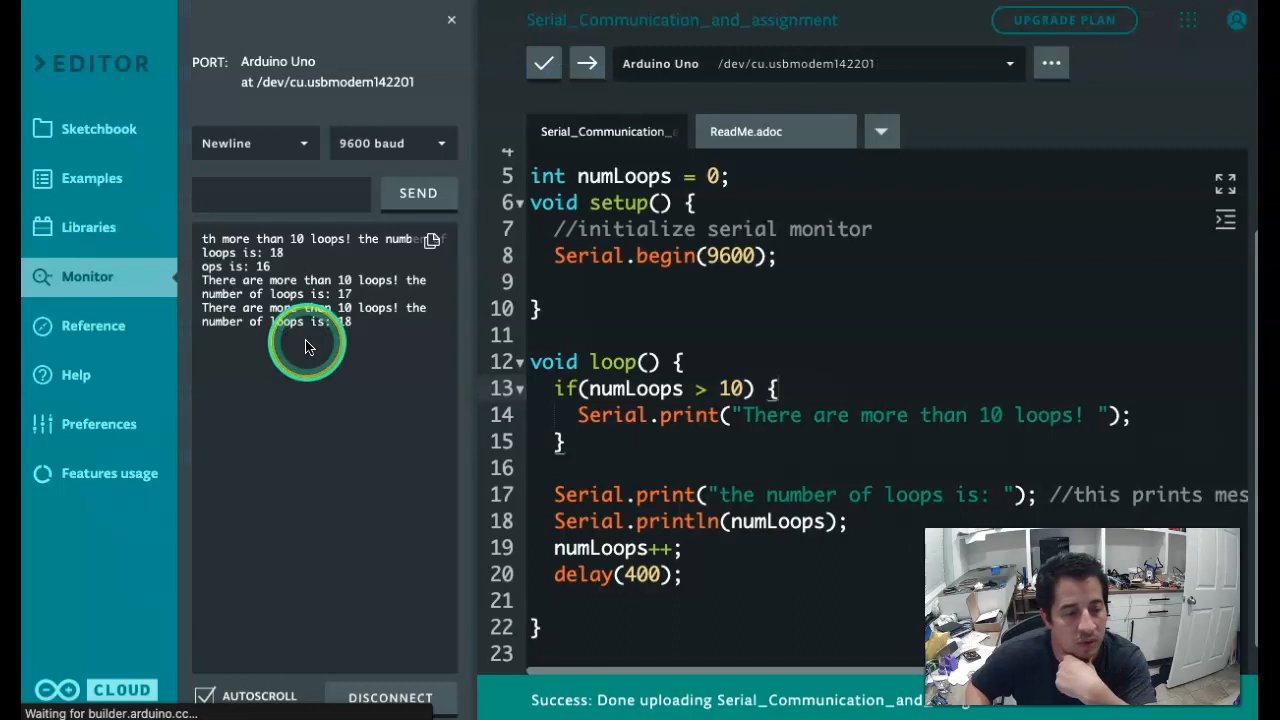 EDITOR
Sketchbook
Examples
Libraries
Monitor
Reference
Help
Preferences
Features usage
CLOUD
Waiting for builder.arduino.cc...
×
PORT: Arduino Uno
at /dev/cu.usbmodem142201
Newline
9600 baud
SEND
th more than 10 loops! the number of
loops is: 18
ops is: 16
There are more than 10 loops! the
number of loops is: 17
There are more than 10 loops! the
number of loops is: 18
AUTOSCROLL
DISCONNECT
Serial_Communication_and_assignment
UPGRADE PLAN
Arduino Uno /dev/cu.usbmodem142201
Serial_Communication_
ReadMe.adoc
4
5 int numLoops = 0;
6 void setup() {
7 //initialize serial monitor
8 Serial.begin(9600);
9
10 }
11
12 void loop() {
13 if(numLoops > 10) {
14 Serial.print("There are more than 10 loops! ");
15 }
16
17 Serial.print("the number of loops is: "); //this prints mes
18 Serial.println(numLoops);
19 numLoops++;
20 delay(400);
21
22 }
23
Success: Done uploading Serial_Communication_and_